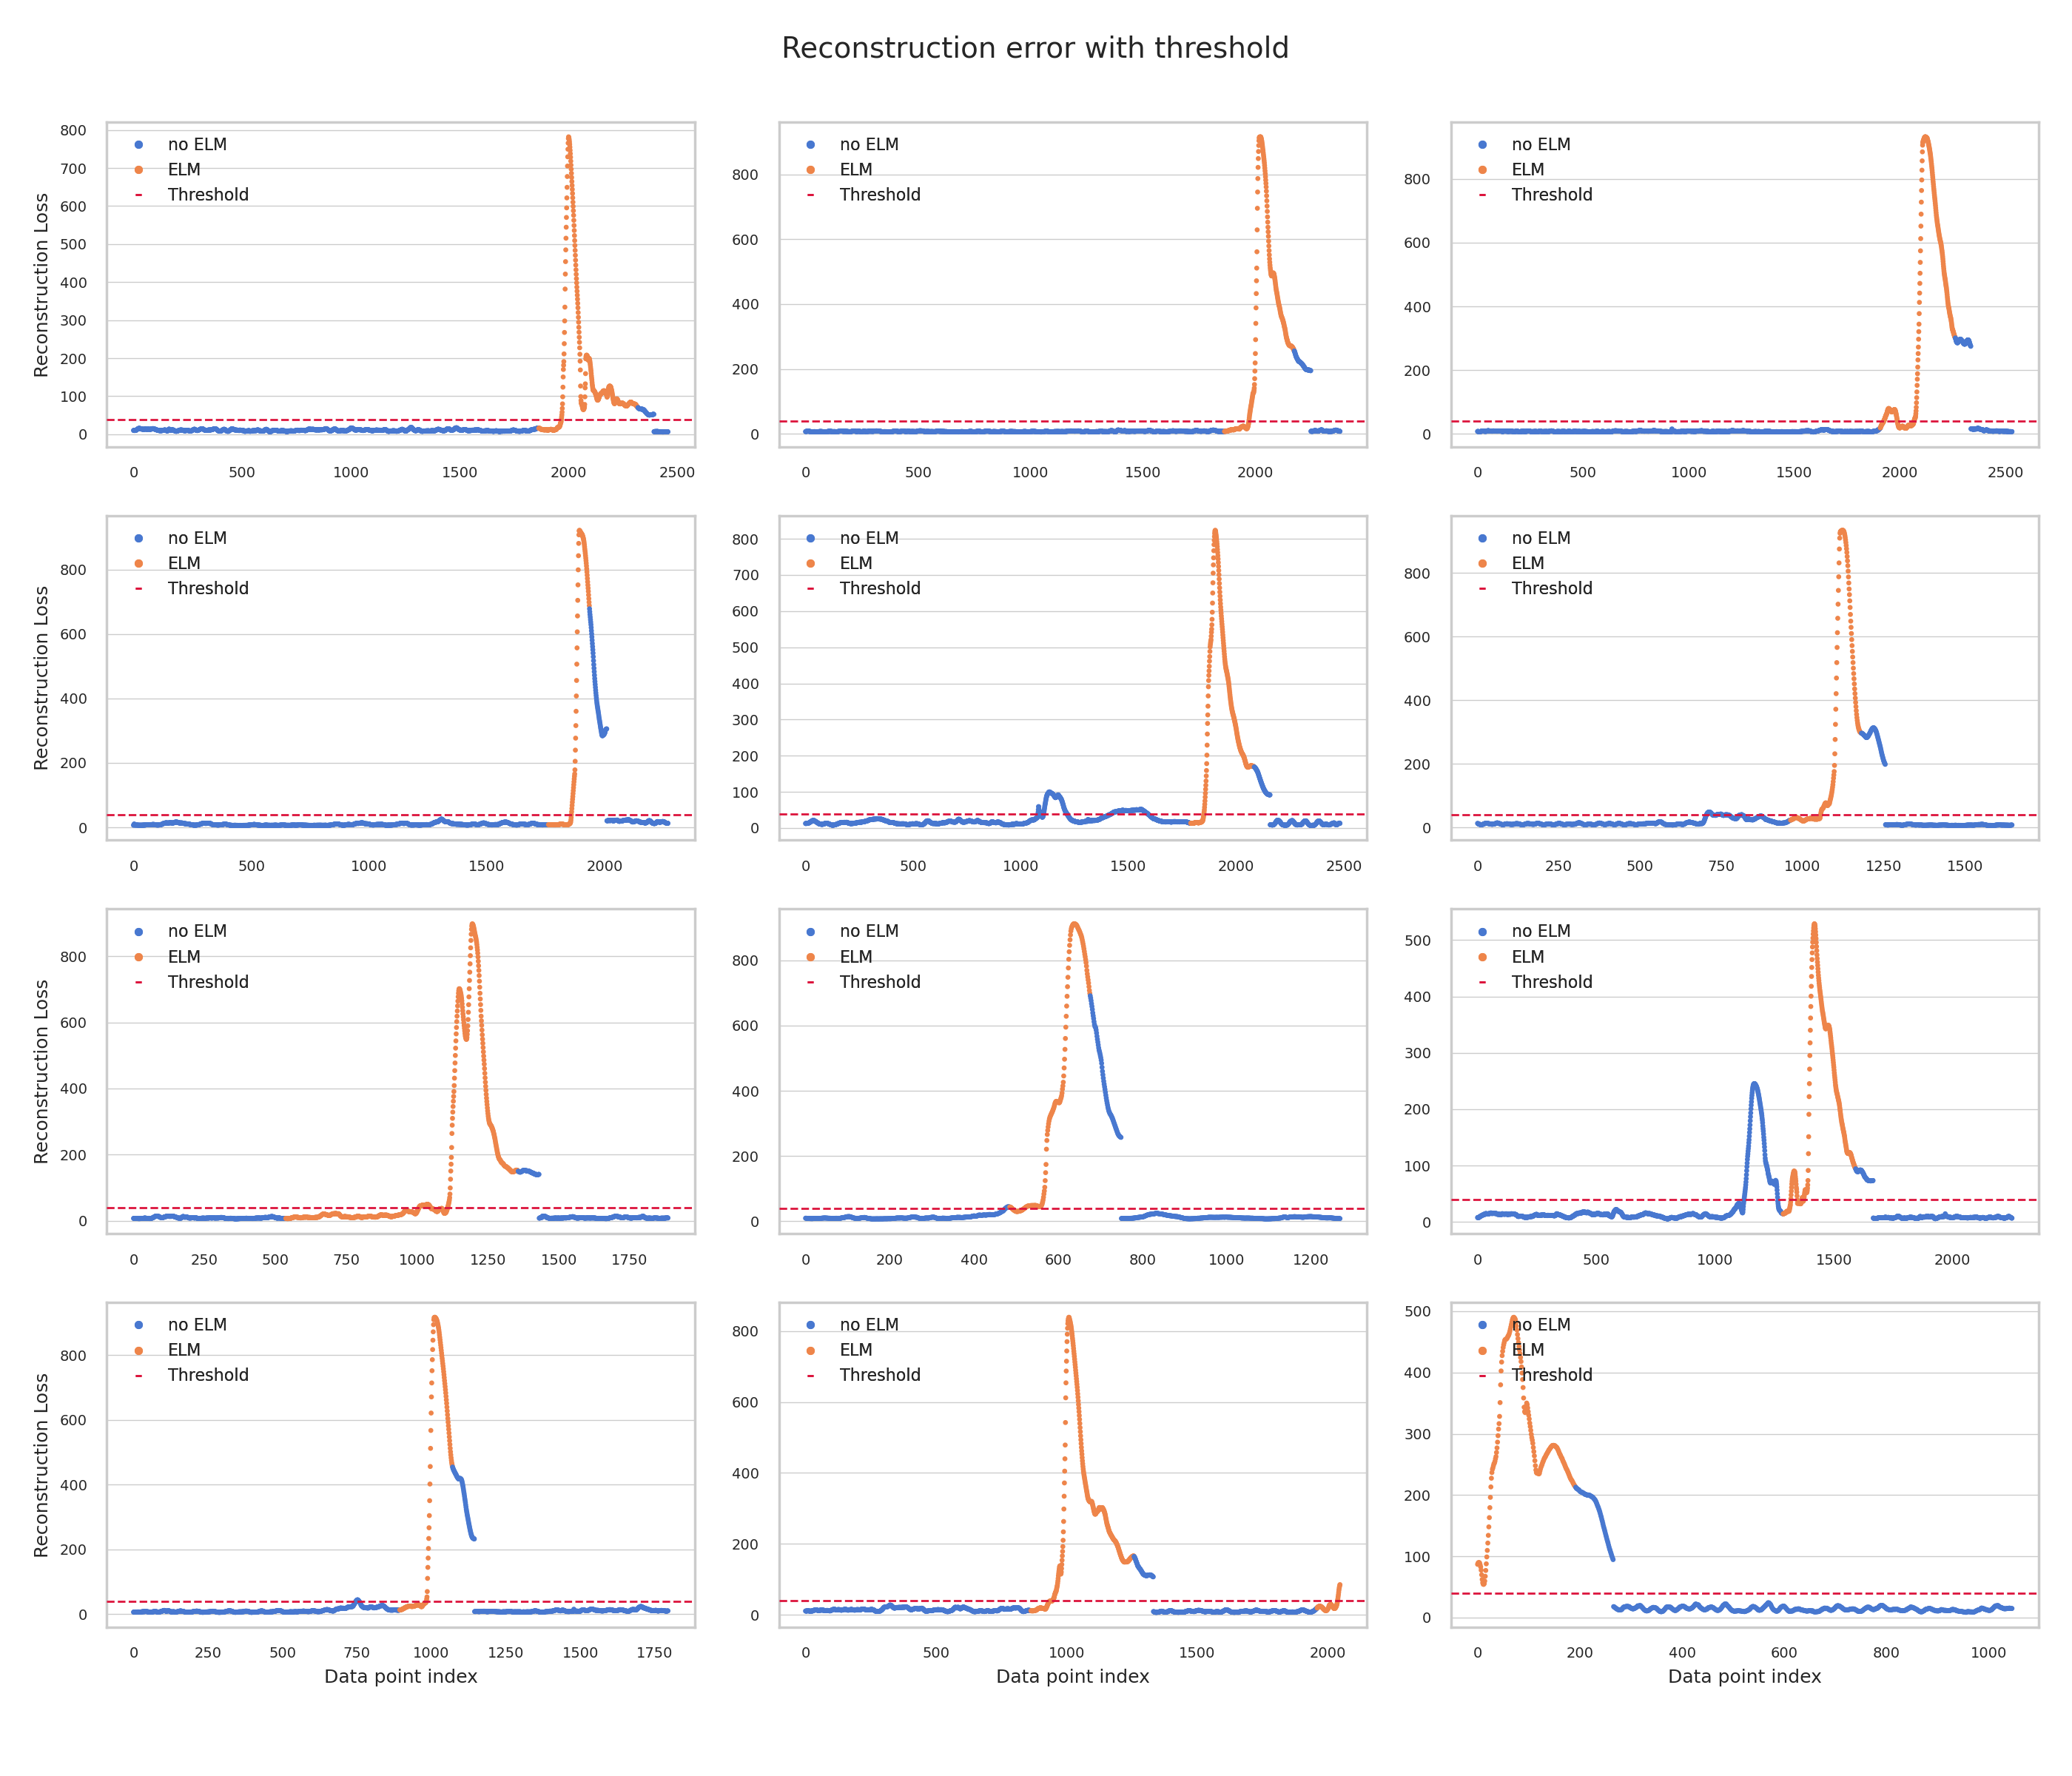 Reconstruction error with threshold
Reconstruction Loss
800
700
600
500
400
300
200
100
0
no ELM
ELM
Threshold
0 500 1000 1500 2000 2500
800
600
400
200
0
no ELM
ELM
Threshold
0 500 1000 1500 2000
800
600
400
200
0
no ELM
ELM
Threshold
0 500 1000 1500 2000 2500
Reconstruction Loss
800
600
400
200
0
no ELM
ELM
Threshold
0 500 1000 1500 2000
800
700
600
500
400
300
200
100
0
no ELM
ELM
Threshold
0 500 1000 1500 2000 2500
800
600
400
200
0
no ELM
ELM
Threshold
0 250 500 750 1000 1250 1500
Reconstruction Loss
800
600
400
200
0
no ELM
ELM
Threshold
0 250 500 750 1000 1250 1500 1750
800
600
400
200
0
no ELM
ELM
Threshold
0 200 400 600 800 1000 1200
500
400
300
200
100
0
no ELM
ELM
Threshold
0 500 1000 1500 2000
Reconstruction Loss
800
600
400
200
0
no ELM
ELM
Threshold
0 250 500 750 1000 1250 1500 1750
Data point index
800
600
400
200
0
no ELM
ELM
Threshold
0 500 1000 1500 2000
Data point index
500
400
300
200
100
0
no ELM
ELM
Threshold
0 200 400 600 800 1000
Data point index